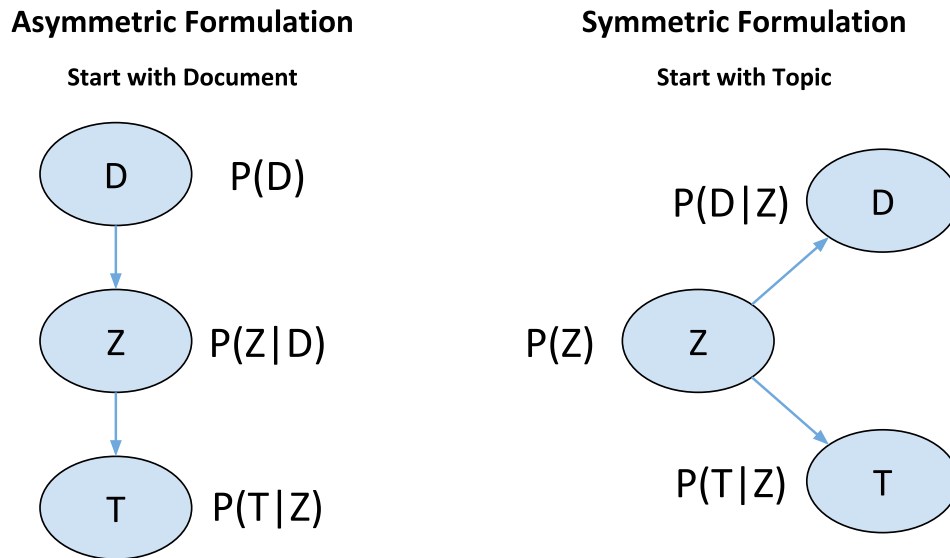 Asymmetric Formulation
Start with Document
D
P(D)
Z
P(Z|D)
T
P(T|Z)
Symmetric Formulation
Start with Topic
P(D|Z)
D
P(Z)
Z
P(T|Z)
T